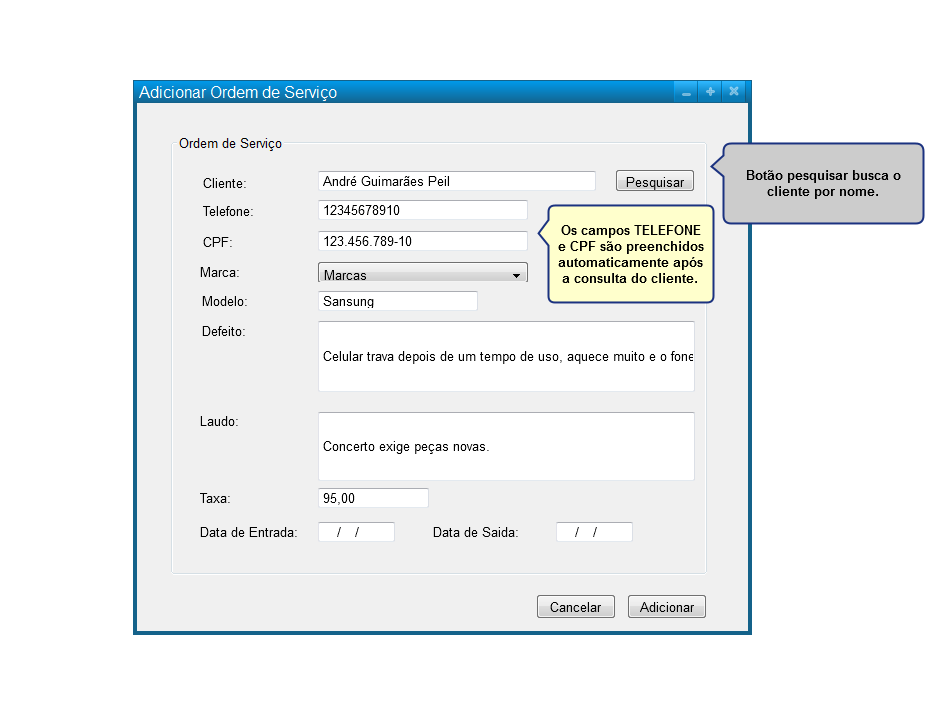 Adicionar Ordem de Serviço
Ordem de Serviço
Cliente:
André Guimarães Peil
Pesquisar
Botão pesquisar busca o
cliente por nome.
Telefone:
12345678910
Os campos TELEFONE
e CPF são preenchidos
automaticamente após
a consulta do cliente.
CPF:
123.456.789-10
Marca:
Marcas
Modelo:
Sansung
Defeito:
Celular trava depois de um tempo de uso, aquece muito e o fone
Laudo:
Concerto exige peças novas.
Taxa:
95,00
Data de Entrada:
/ /
Data de Saida:
/ /
Cancelar
Adicionar